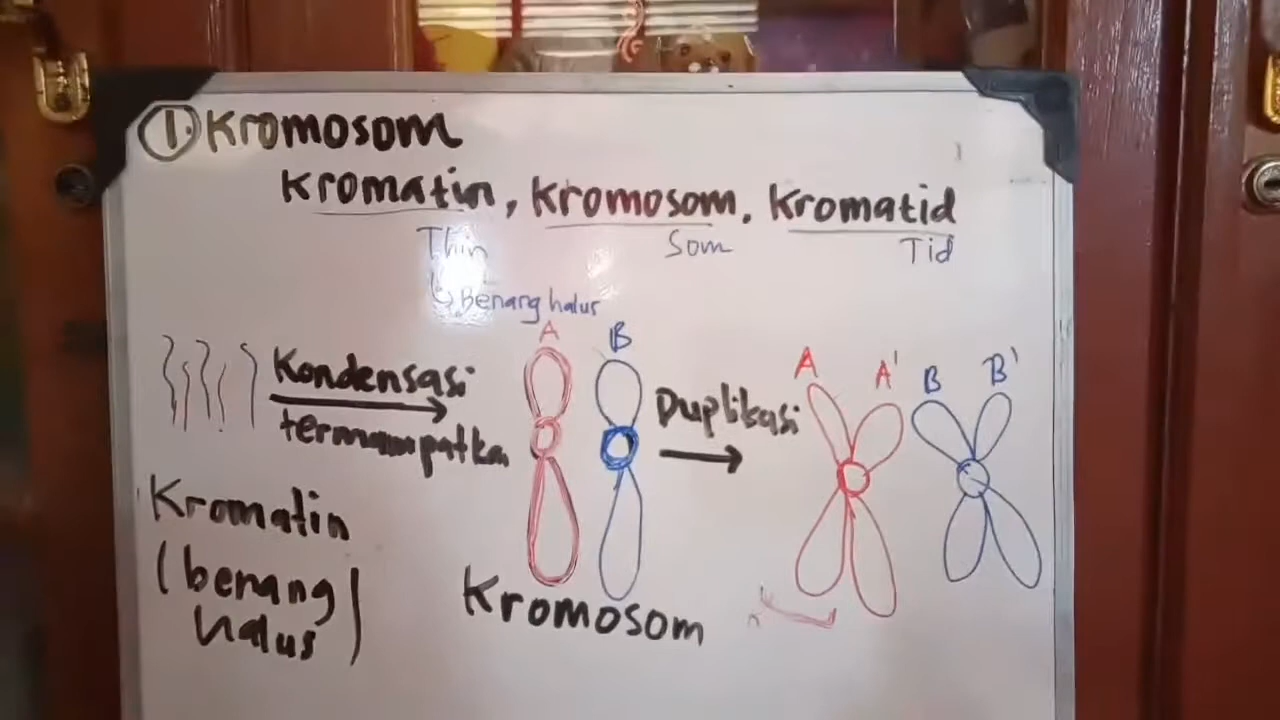 1. Kromosom
Kromatin, Kromosom, Kromatid
Thin Som Tid
Benang halus
A B
A A' B B'
Kondensasi
termampatkan
Duplikasi
Kromatin
(benang halus)
Kromosom